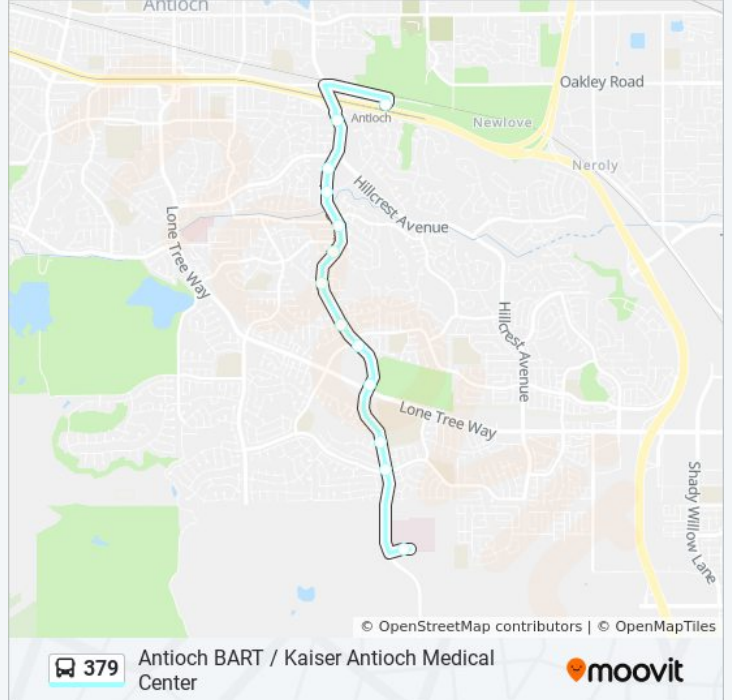 Antioch
Oakley Road
Antioch
Newlove
Neroly
Hillcrest Avenue
Lone Tree Way
Hillcrest Avenue
Lone Tree Way
Shady Willow Lane
© OpenStreetMap contributors | © OpenMapTiles
379
Antioch BART / Kaiser Antioch Medical
Center
moovit